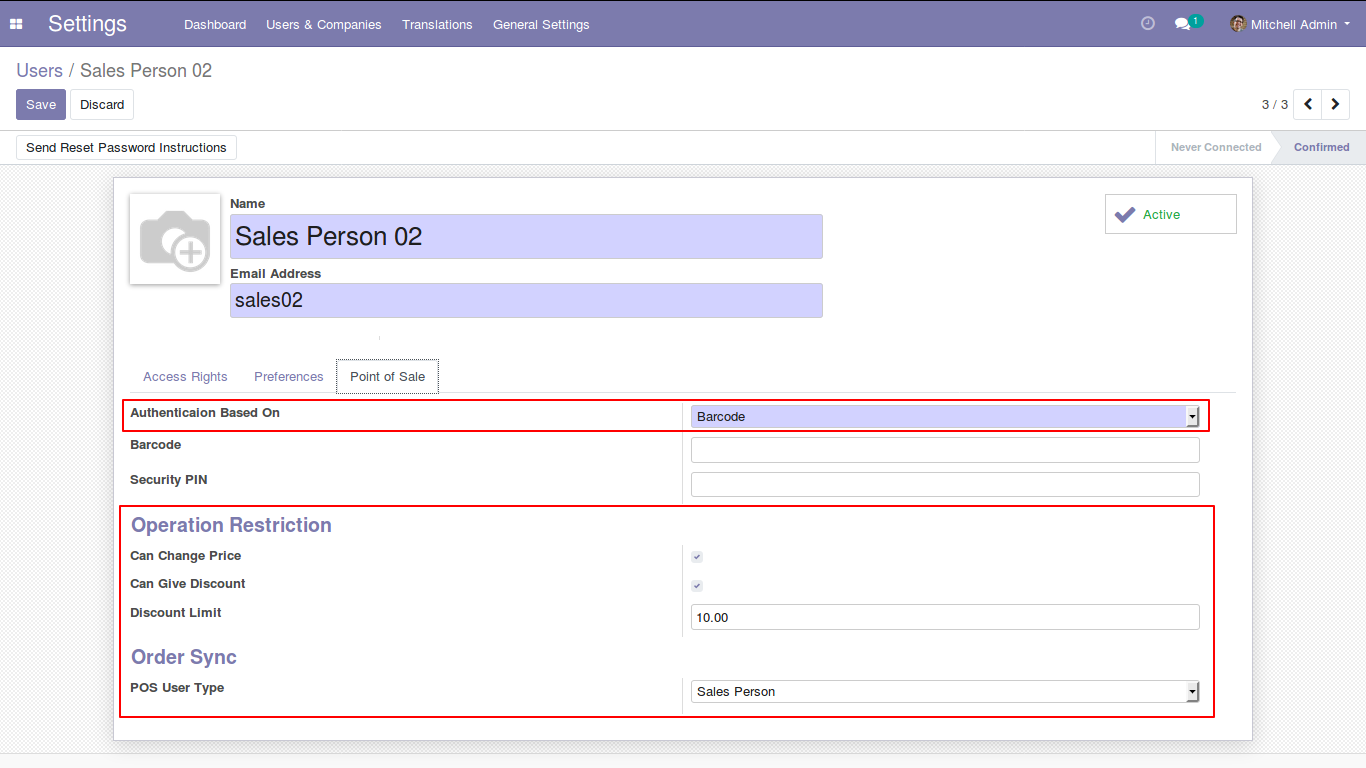 Settings Dashboard Users & Companies Translations General Settings 1 Mitchell Admin
Users / Sales Person 02
Save Discard 3 / 3
Send Reset Password Instructions Never Connected Confirmed
Name
Sales Person 02
Active
Email Address
sales02
Access Rights Preferences Point of Sale
Authenticaion Based On Barcode
Barcode
Security PIN
Operation Restriction
Can Change Price
Can Give Discount
Discount Limit 10.00
Order Sync
POS User Type Sales Person